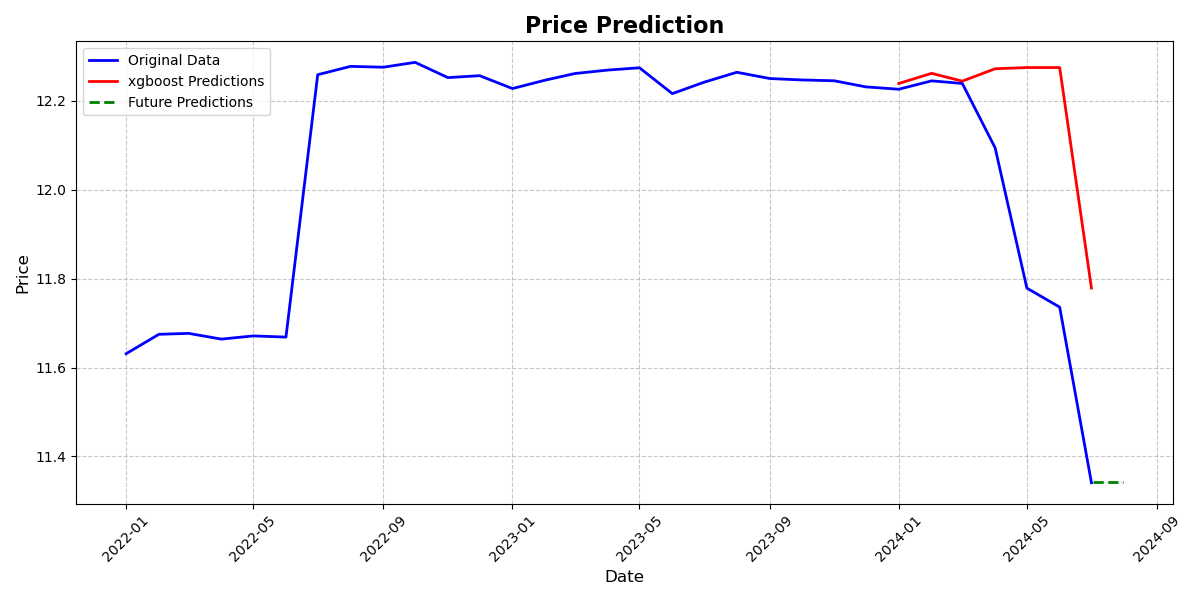 Price Prediction
Original Data
xgboost Predictions
Future Predictions
Price
12.2
12.0
11.8
11.6
11.4
2022-01
2022-05
2022-09
2023-01
2023-05
2023-09
2024-01
2024-05
2024-09
Date